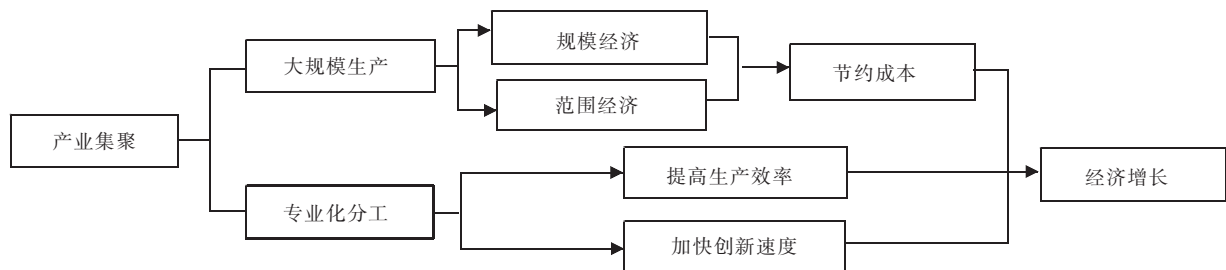 规模经济
大规模生产
节约成本
范围经济
产业集聚
提高生产效率
经济增长
专业化分工
加快创新速度